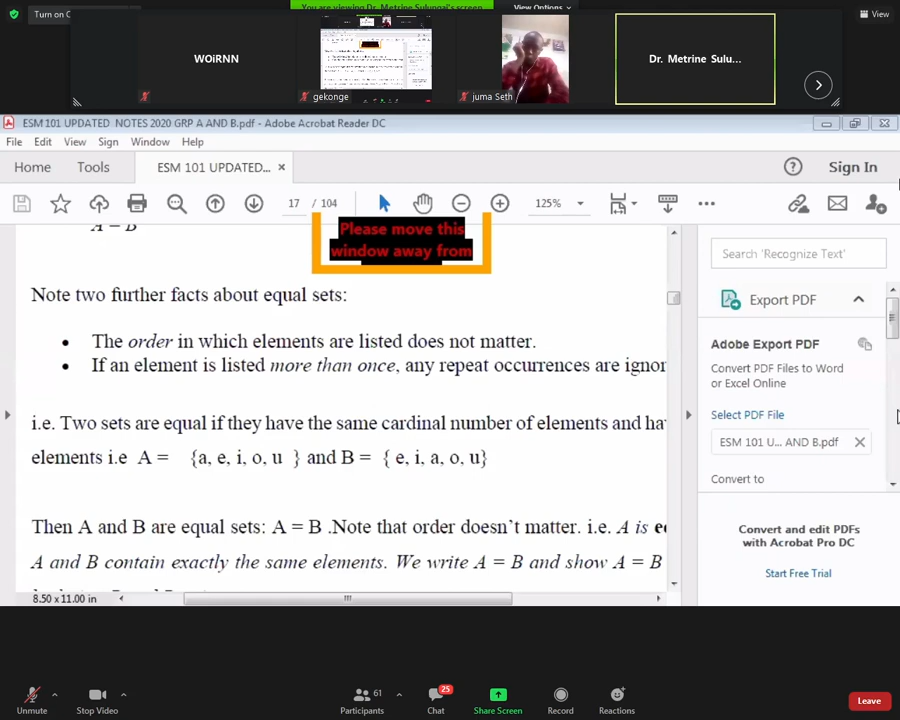 You are viewing Dr. Metrine Sulungai's screen
View Options
Turn on
View
WOiRNN
gekonge
juma Seth
Dr. Metrine Sulu...
ESM 101 UPDATED NOTES 2020 GRP A AND B.pdf - Adobe Acrobat Reader DC
File Edit View Sign Window Help
Home Tools ESM 101 UPDATED... × Sign In
17 / 104 125%
A = B
Please move this
window away from
Note two further facts about equal sets:
• The order in which elements are listed does not matter.
• If an element is listed more than once, any repeat occurrences are ignor
i.e. Two sets are equal if they have the same cardinal number of elements and ha
elements i.e A = {a, e, i, o, u } and B = { e, i, a, o, u}
Then A and B are equal sets: A = B .Note that order doesn't matter. i.e. A is e
A and B contain exactly the same elements. We write A = B and show A = B
8.50 x 11.00 in
Search 'Recognize Text'
Export PDF
Adobe Export PDF
Convert PDF Files to Word
or Excel Online
Select PDF File
ESM 101 U... AND B.pdf
Convert to
Convert and edit PDFs
with Acrobat Pro DC
Start Free Trial
Unmute
Stop Video
61
Participants
25
Chat
Share Screen
Record
Reactions
Leave